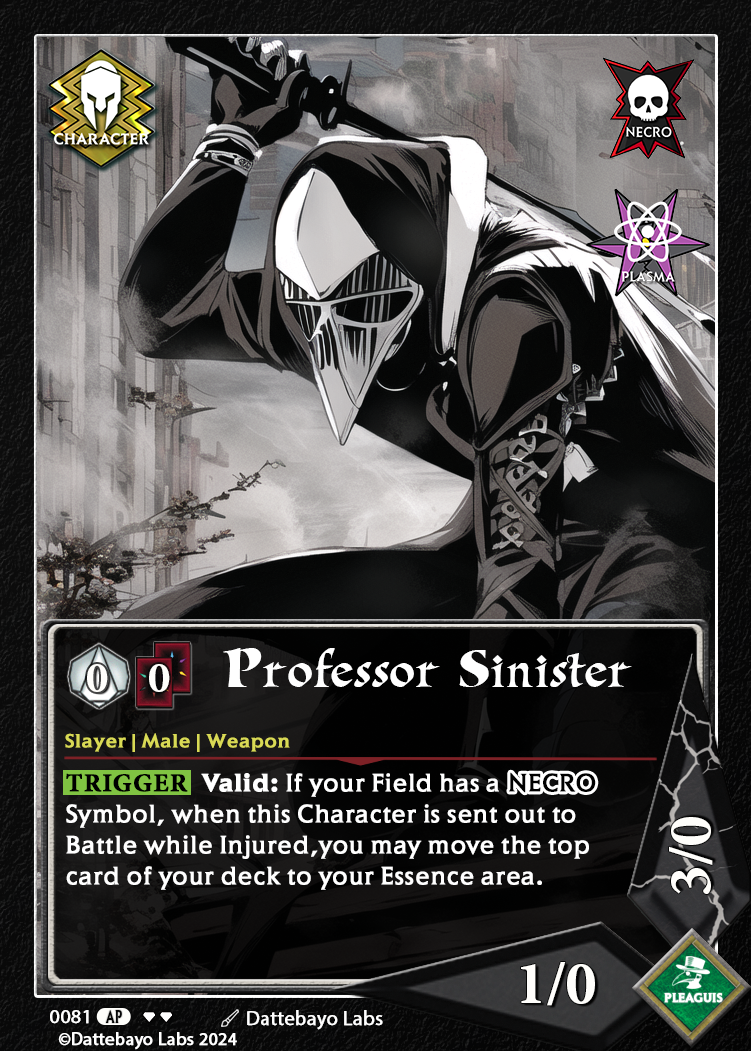 CHARACTER
NECRO
PLASMA
0 0 Professor Sinister
Slayer | Male | Weapon
TRIGGER Valid: If your Field has a NECRO
Symbol, when this Character is sent out to
Battle while Injured,you may move the top
card of your deck to your Essence area.
3/0
1/0
PLEAGUIS
0081 AP Dattebayo Labs
©Dattebayo Labs 2024